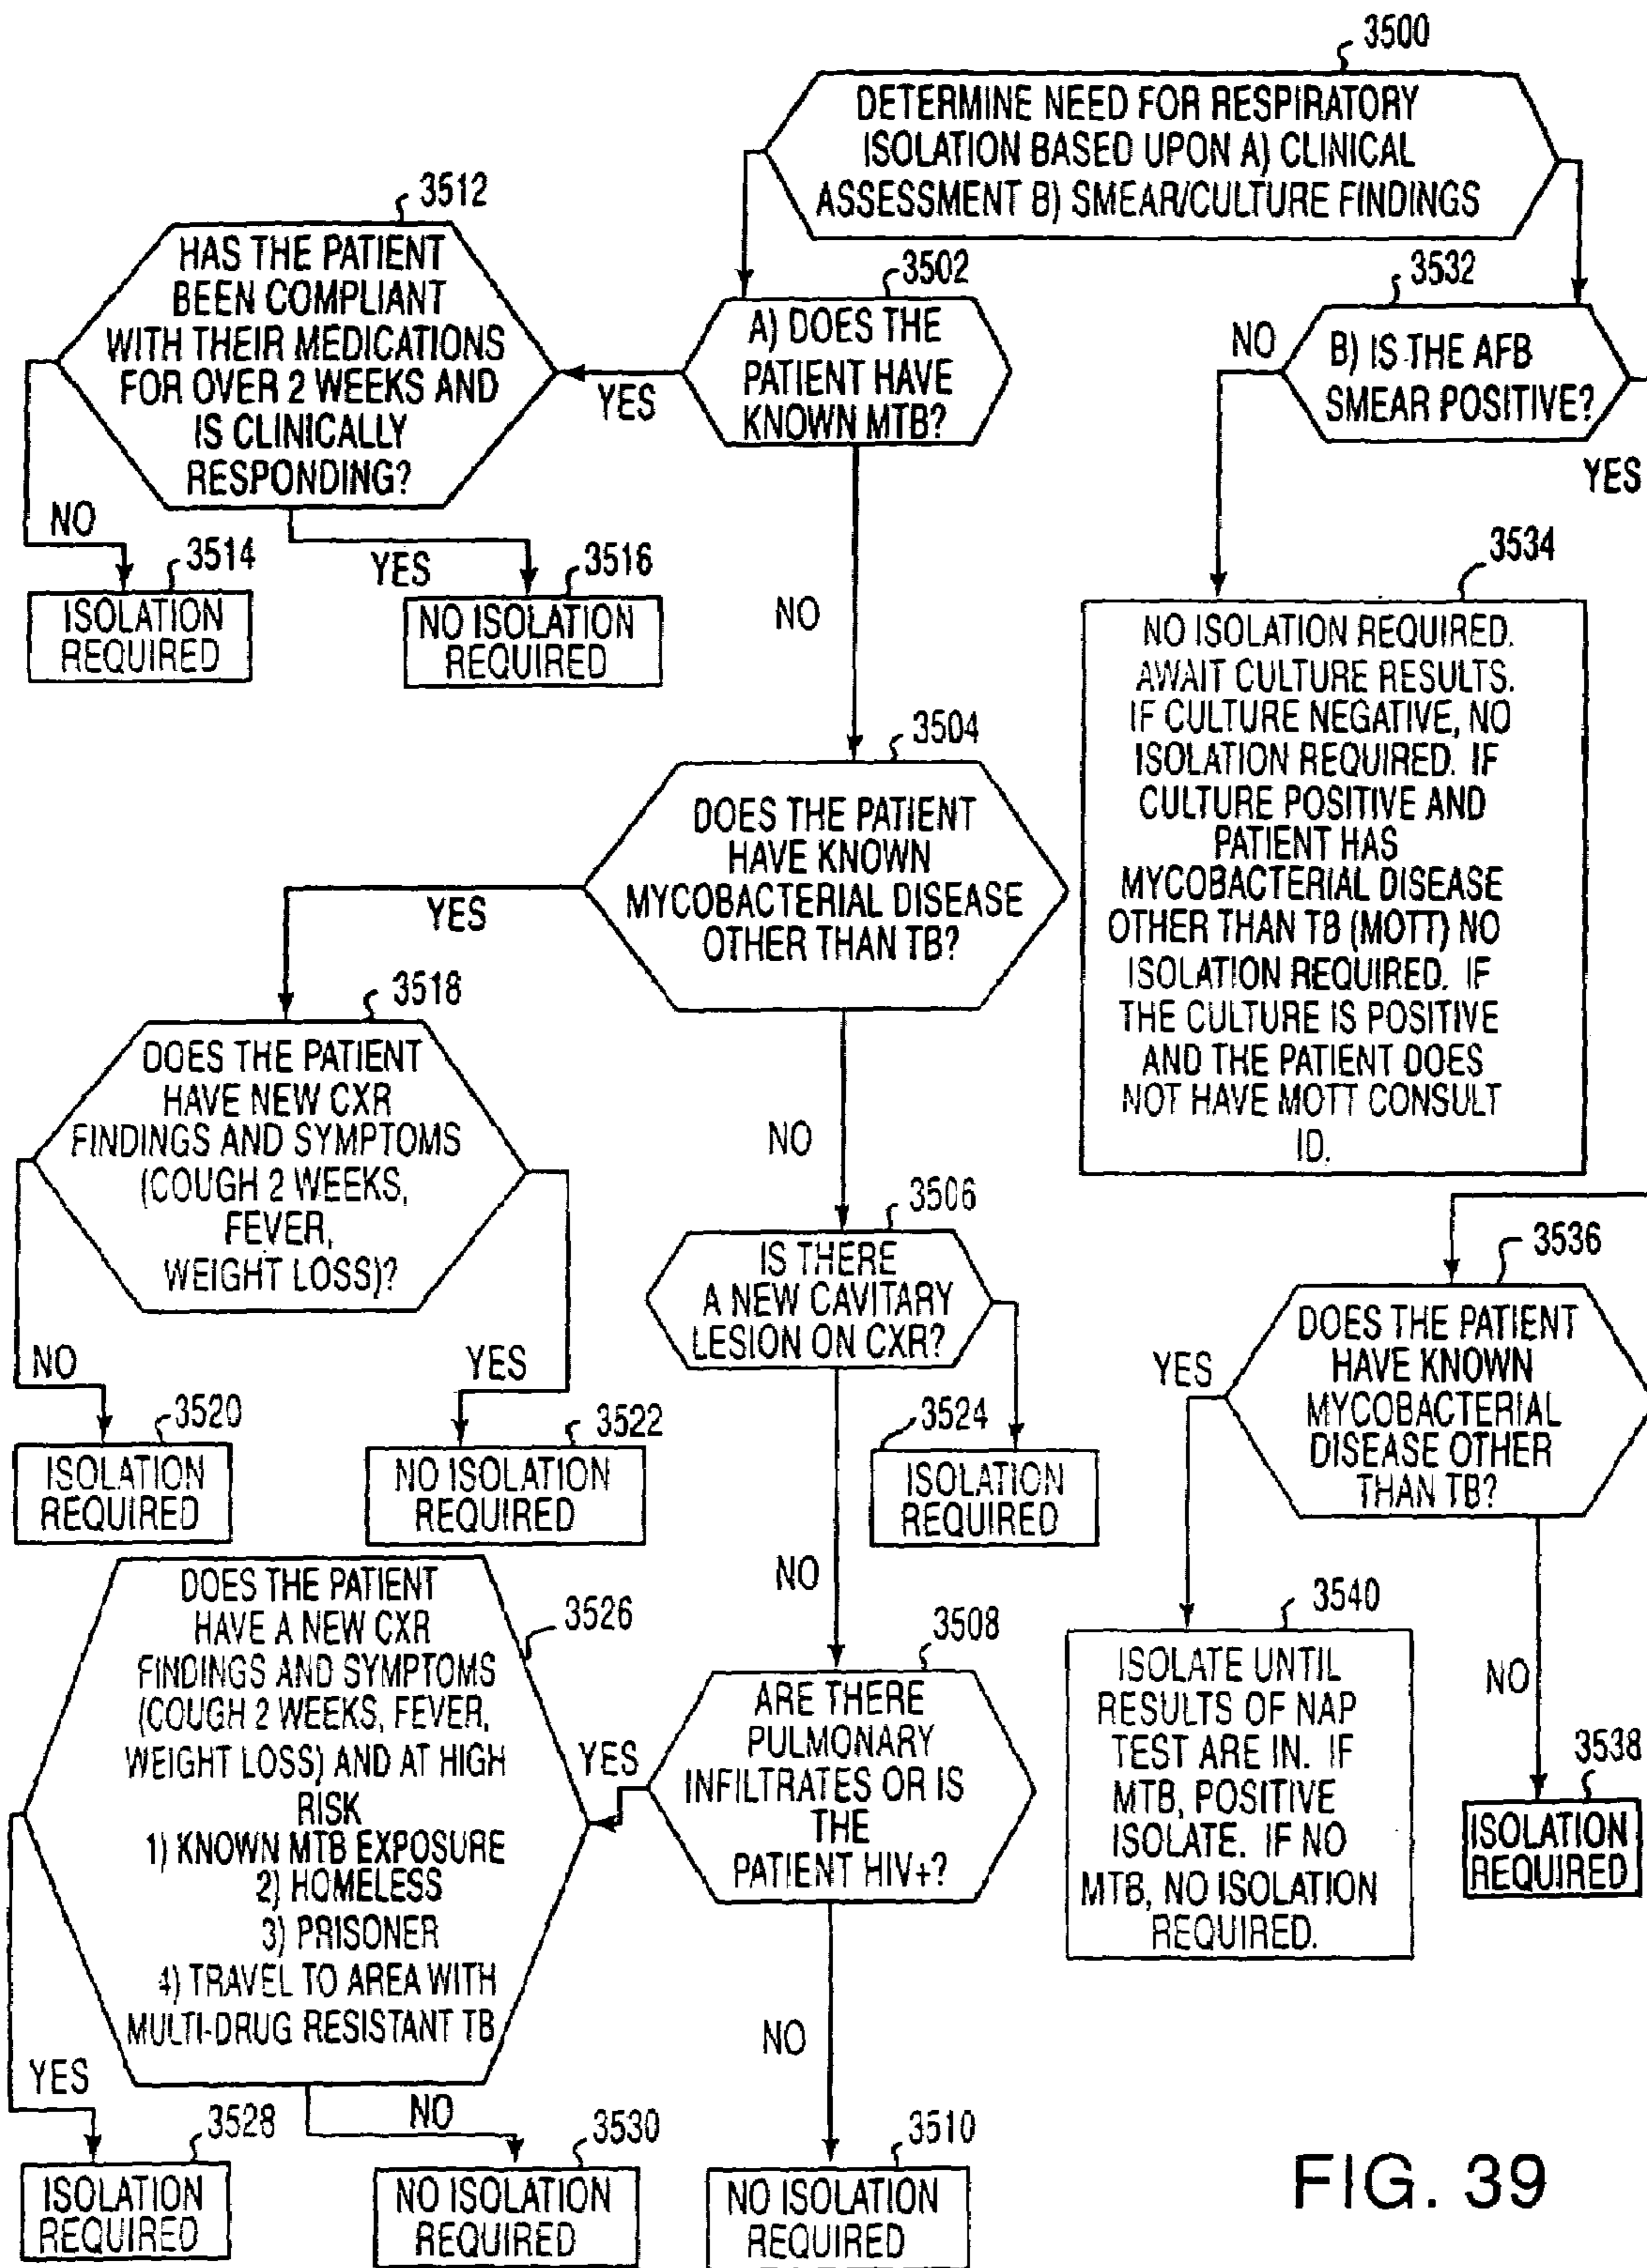 3500
DETERMINE NEED FOR RESPIRATORY
ISOLATION BASED UPON A) CLINICAL
ASSESSMENT B) SMEAR/CULTURE FINDINGS
3512
HAS THE PATIENT
BEEN COMPLIANT
WITH THEIR MEDICATIONS
FOR OVER 2 WEEKS AND
IS CLINICALLY
RESPONDING?
NO
YES
3514
ISOLATION
REQUIRED
3516
NO ISOLATION
REQUIRED
3502
A) DOES THE
PATIENT HAVE
KNOWN MTB?
YES
NO
3532
B) IS THE AFB
SMEAR POSITIVE?
NO
YES
3534
NO ISOLATION REQUIRED.
AWAIT CULTURE RESULTS.
IF CULTURE NEGATIVE, NO
ISOLATION REQUIRED. IF
CULTURE POSITIVE AND
PATIENT HAS
MYCOBACTERIAL DISEASE
OTHER THAN TB (MOTT) NO
ISOLATION REQUIRED. IF
THE CULTURE IS POSITIVE
AND THE PATIENT DOES
NOT HAVE MOTT CONSULT
ID.
3504
DOES THE PATIENT
HAVE KNOWN
MYCOBACTERIAL DISEASE
OTHER THAN TB?
YES
NO
3518
DOES THE PATIENT
HAVE NEW CXR
FINDINGS AND SYMPTOMS
(COUGH 2 WEEKS,
FEVER,
WEIGHT LOSS)?
NO
YES
3520
ISOLATION
REQUIRED
3522
NO ISOLATION
REQUIRED
3506
IS THERE
A NEW CAVITARY
LESION ON CXR?
NO
3524
ISOLATION
REQUIRED
3536
DOES THE PATIENT
HAVE KNOWN
MYCOBACTERIAL
DISEASE OTHER
THAN TB?
YES
NO
3540
ISOLATE UNTIL
RESULTS OF NAP
TEST ARE IN. IF
MTB, POSITIVE
ISOLATE. IF NO
MTB, NO ISOLATION
REQUIRED.
3538
ISOLATION
REQUIRED
3526
DOES THE PATIENT
HAVE A NEW CXR
FINDINGS AND SYMPTOMS
(COUGH 2 WEEKS, FEVER,
WEIGHT LOSS) AND AT HIGH
RISK
1) KNOWN MTB EXPOSURE
2) HOMELESS
3) PRISONER
4) TRAVEL TO AREA WITH
MULTI-DRUG RESISTANT TB
YES
NO
3508
ARE THERE
PULMONARY
INFILTRATES OR IS
THE
PATIENT HIV+?
YES
NO
3528
ISOLATION
REQUIRED
3530
NO ISOLATION
REQUIRED
3510
NO ISOLATION
REQUIRED
FIG. 39